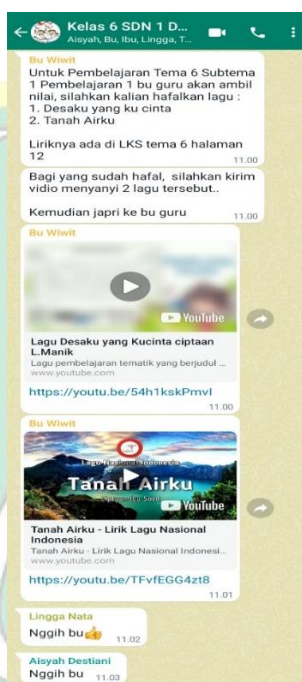 Kelas 6 SDN 1 D...
Aisyah, Bu, Ibu, Lingga, T...
Bu Wiwit
Untuk Pembelajaran Tema 6 Subtema
1 Pembelajaran 1 bu guru akan ambil
nilai, silahkan kalian hafalkan lagu :
1. Desaku yang ku cinta
2. Tanah Airku
Liriknya ada di LKS tema 6 halaman
12
11.00
Bagi yang sudah hafal, silahkan kirim
vidio menyanyi 2 lagu tersebut..
Kemudian japri ke bu guru
11.00
Bu Wiwit
YouTube
Lagu Desaku yang Kucinta ciptaan
L.Manik
Lagu pembelajaran tematik yang berjudul ...
www.youtube.com
https://youtu.be/54h1kskPmvI
11.00
Bu Wiwit
Lagu Nasional Indonesia
Tanah Airku
YouTube
Tanah Airku - Lirik Lagu Nasional
Indonesia
Tanah Airku - Lirik Lagu Nasional Indonesi...
www.youtube.com
https://youtu.be/TFvfEGG4zt8
11.01
Lingga Nata
Nggih bu👍
11.02
Aisyah Destiani
Nggih bu
11.03